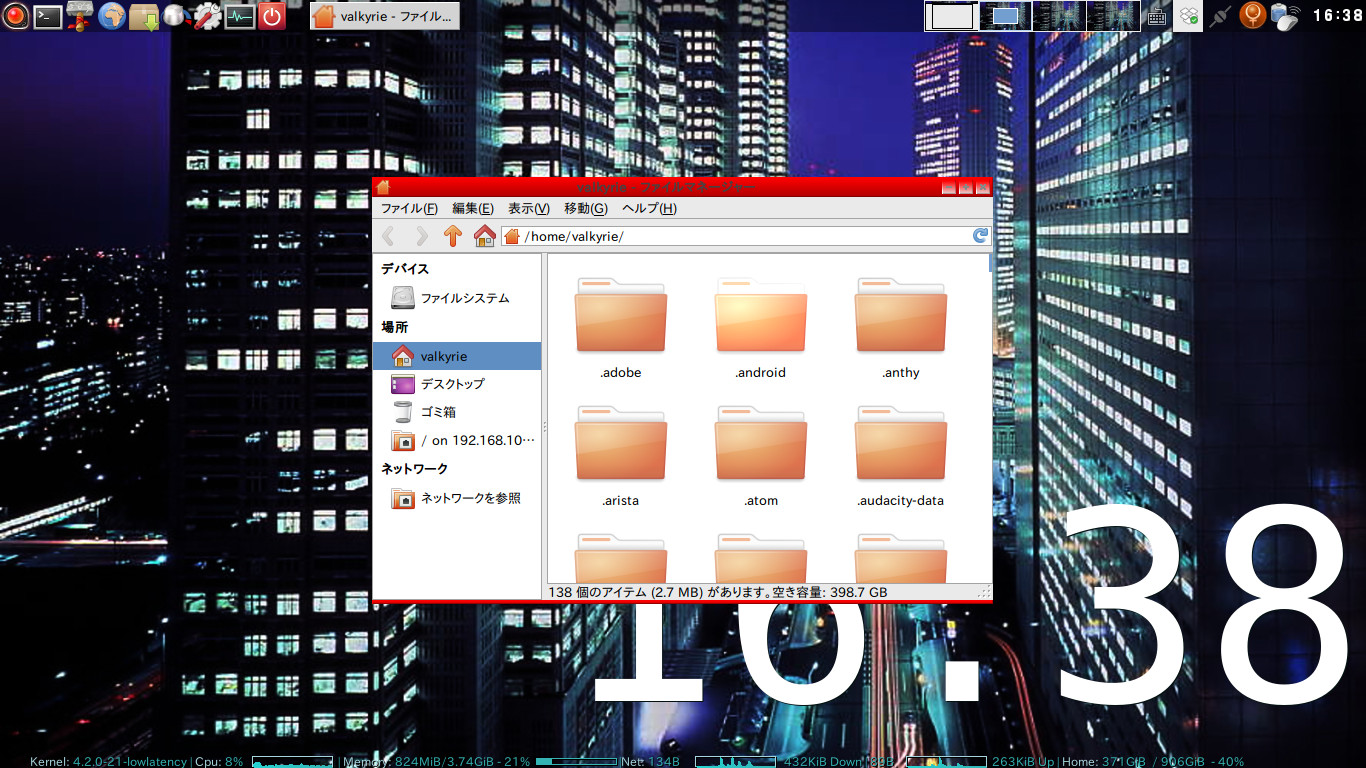 valkyrie - ファイル...
16:38
valkyrie - ファイルマネージャー
ファイル(F) 編集(E) 表示(V) 移動(G) ヘルプ(H)
/home/valkyrie/
デバイス
ファイルシステム
場所
valkyrie
デスクトップ
ゴミ箱
/ on 192.168.10…
ネットワーク
ネットワークを参照
.adobe .android .anthy
.arista .atom .audacity-data
138 個のアイテム (2.7 MB) があります。空き容量: 398.7 GB
16.38
Kernel: 4.2.0-21-lowlatency | Cpu: 8% | Memory: 824MiB/3.74GiB - 21% Net: 134B 432KiB Down 263KiB Up | Home: 371GiB / 906GiB - 40%